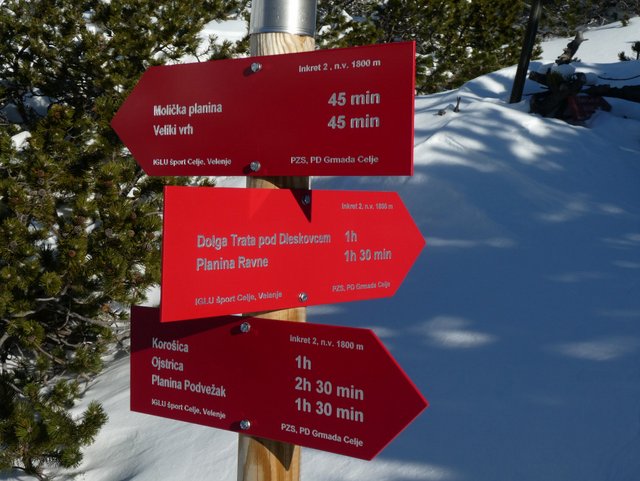 Inkret 2 , n.v. 1800 m
Molička planina 45 min
Veliki vrh 45 min
IGLU šport Celje, Velenje PZS, PD Grmada Celje
Inkret 2, n.v. 1800 m
Dolga Trata pod Dleskovcem 1h
Planina Ravne 1h 30 min
IGLU šport Celje, Velenje PZS, PD Grmada Celje
Inkret 2, n.v. 1800 m
Korošica 1h
Ojstrica 2h 30 min
Planina Podvežak 1h 30 min
IGLU šport Celje, Velenje PZS, PD Grmada Celje